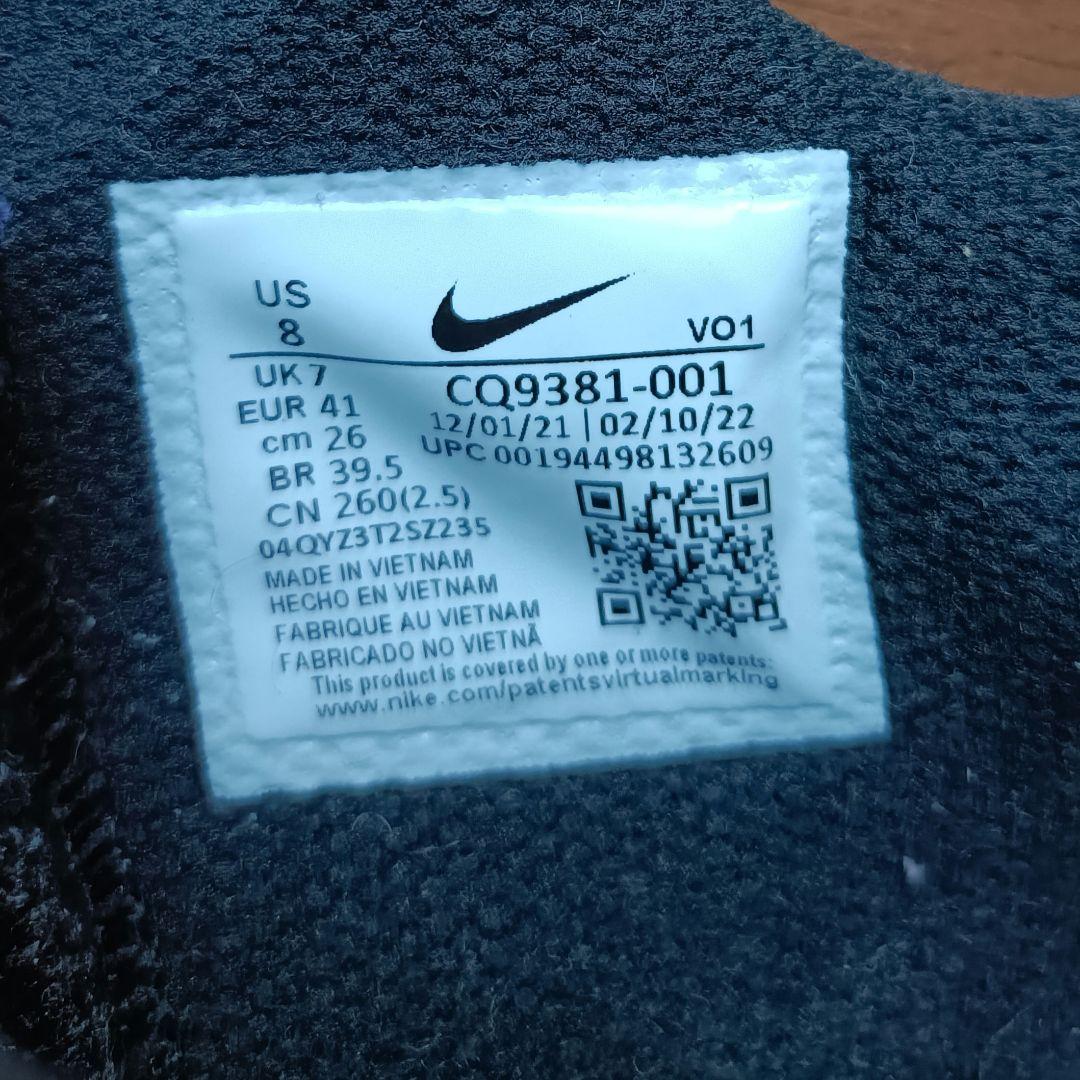 US
8
VO1
UK 7
EUR 41
cm 26
BR 39.5
CN 260(2.5)
04QYZ3T2SZ235
CQ9381-001
12/01/21 | 02/10/22
UPC 00194498132609
MADE IN VIETNAM
HECHO EN VIETNAM
FABRIQUE AU VIETNAM
FABRICADO NO VIETNÃ
This product is covered by one or more patents:
www.nike.com/patentsvirtualmarking